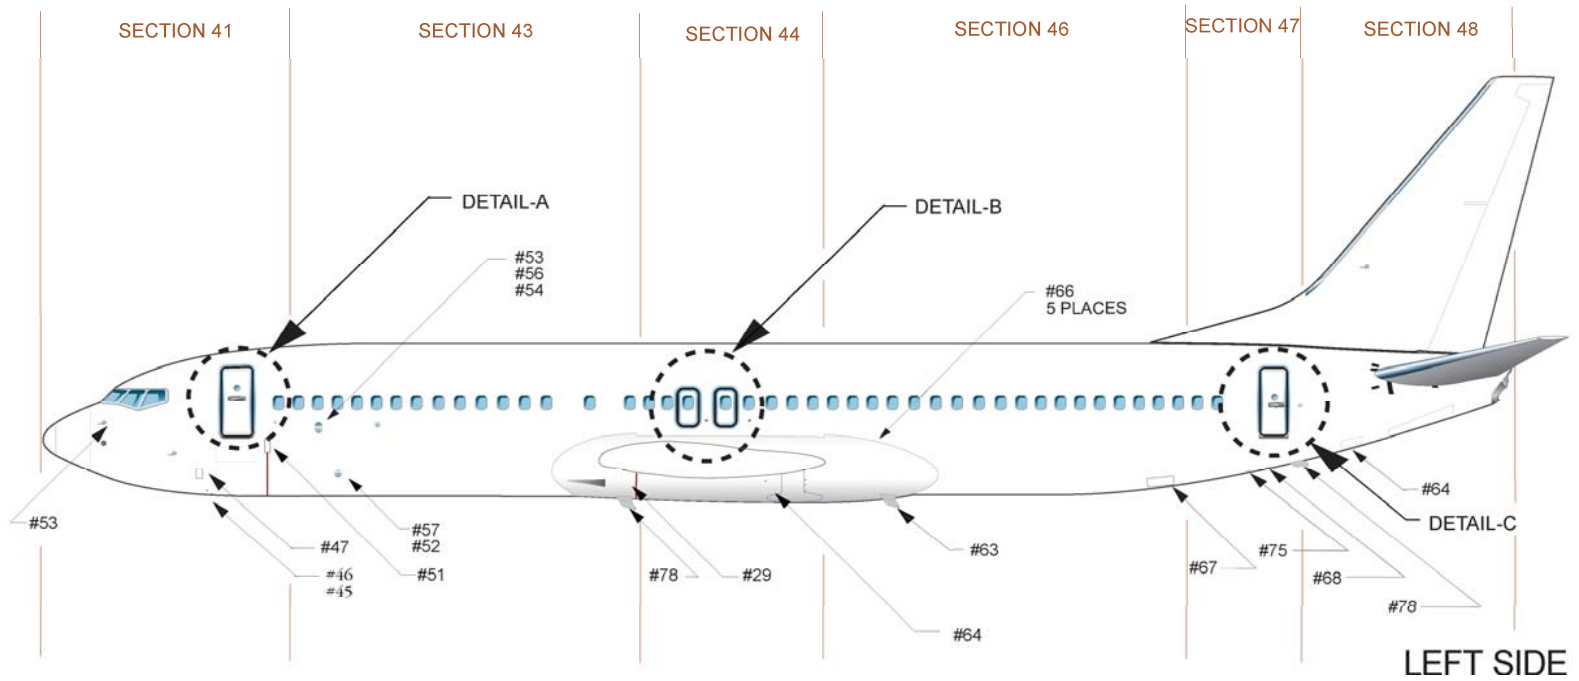 SECTION 41
SECTION 43
SECTION 44
SECTION 46
SECTION 47
SECTION 48
DETAIL-A
DETAIL-B
#53
#56
#54
#66
5 PLACES
#53
#47
#46
#45
#57
#52
#51
#78
#29
#63
#64
#67
#75
#68
#78
#64
DETAIL-C
LEFT SIDE